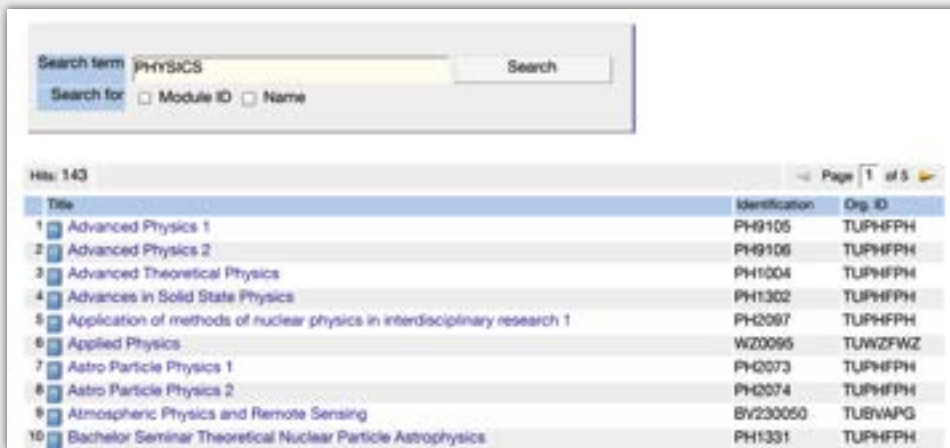 Search term PHYSICS Search
Search for Module ID Name
Hits: 143 Page 1 of 5
Title Identification Org. ID
1 Advanced Physics 1 PH9105 TUPHFPH
2 Advanced Physics 2 PH9106 TUPHFPH
3 Advanced Theoretical Physics PH1004 TUPHFPH
4 Advances in Solid State Physics PH1302 TUPHFPH
5 Application of methods of nuclear physics in interdisciplinary research 1 PH2097 TUPHFPH
6 Applied Physics WZ0095 TUWZFWZ
7 Astro Particle Physics 1 PH2073 TUPHFPH
8 Astro Particle Physics 2 PH2074 TUPHFPH
9 Atmospheric Physics and Remote Sensing BV230050 TUBVAPG
10 Bachelor Seminar Theoretical Nuclear Particle Astrophysics PH1331 TUPHFPH